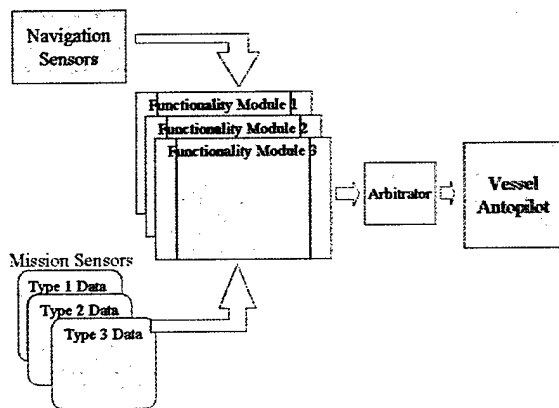 Navigation
Sensors
Functionality Module 1
Functionality Module 2
Functionality Module 3
Arbitrator
Vessel
Autopilot
Mission Sensors
Type 1 Data
Type 2 Data
Type 3 Data